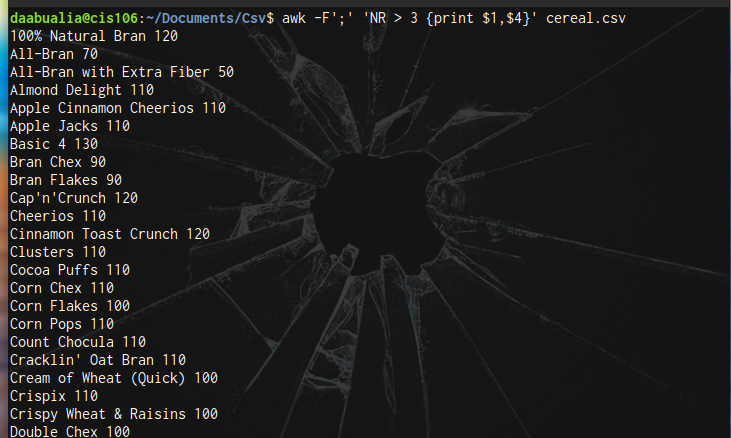 daabualia@cis106:~/Documents/Csv$ awk -F';' 'NR > 3 {print $1,$4}' cereal.csv
100% Natural Bran 120
All-Bran 70
All-Bran with Extra Fiber 50
Almond Delight 110
Apple Cinnamon Cheerios 110
Apple Jacks 110
Basic 4 130
Bran Chex 90
Bran Flakes 90
Cap'n'Crunch 120
Cheerios 110
Cinnamon Toast Crunch 120
Clusters 110
Cocoa Puffs 110
Corn Chex 110
Corn Flakes 100
Corn Pops 110
Count Chocula 110
Cracklin' Oat Bran 110
Cream of Wheat (Quick) 100
Crispix 110
Crispy Wheat & Raisins 100
Double Chex 100